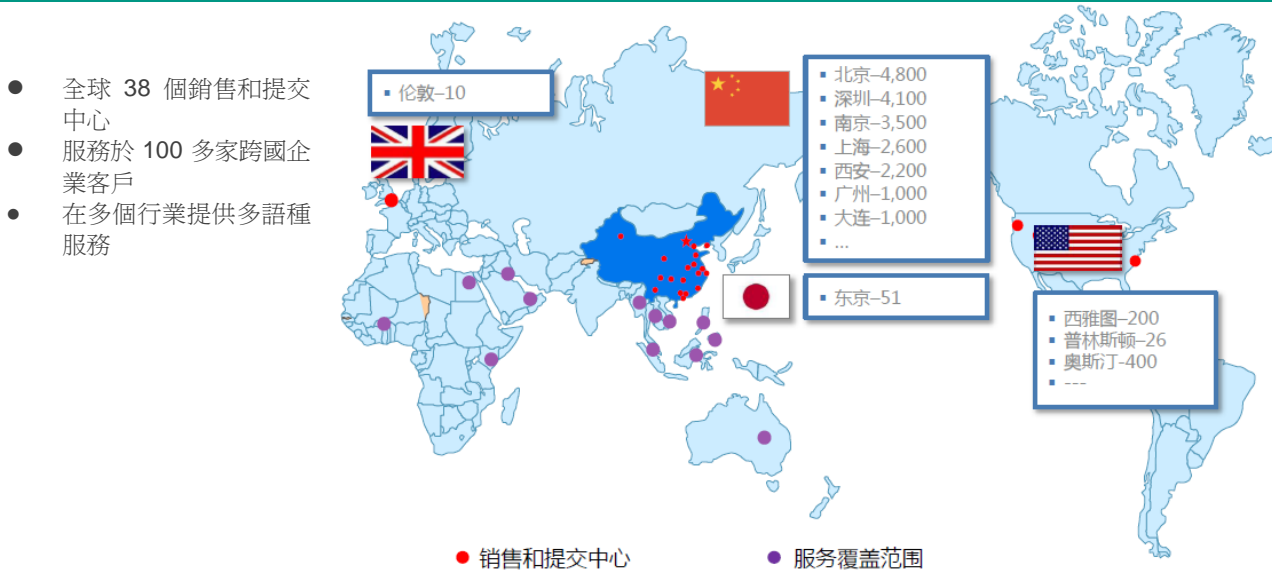 ● 全球 38 個銷售和提交
中心
● 服務於 100 多家跨國企
業客戶
● 在多個行業提供多語種
服務
▪ 伦敦–10
▪ 北京–4,800
▪ 深圳–4,100
▪ 南京–3,500
▪ 上海–2,600
▪ 西安–2,200
▪ 广州–1,000
▪ 大连–1,000
▪ ...
▪ 东京–51
▪ 西雅图–200
▪ 普林斯顿–26
▪ 奥斯汀-400
▪ ---
● 销售和提交中心
● 服务覆盖范围